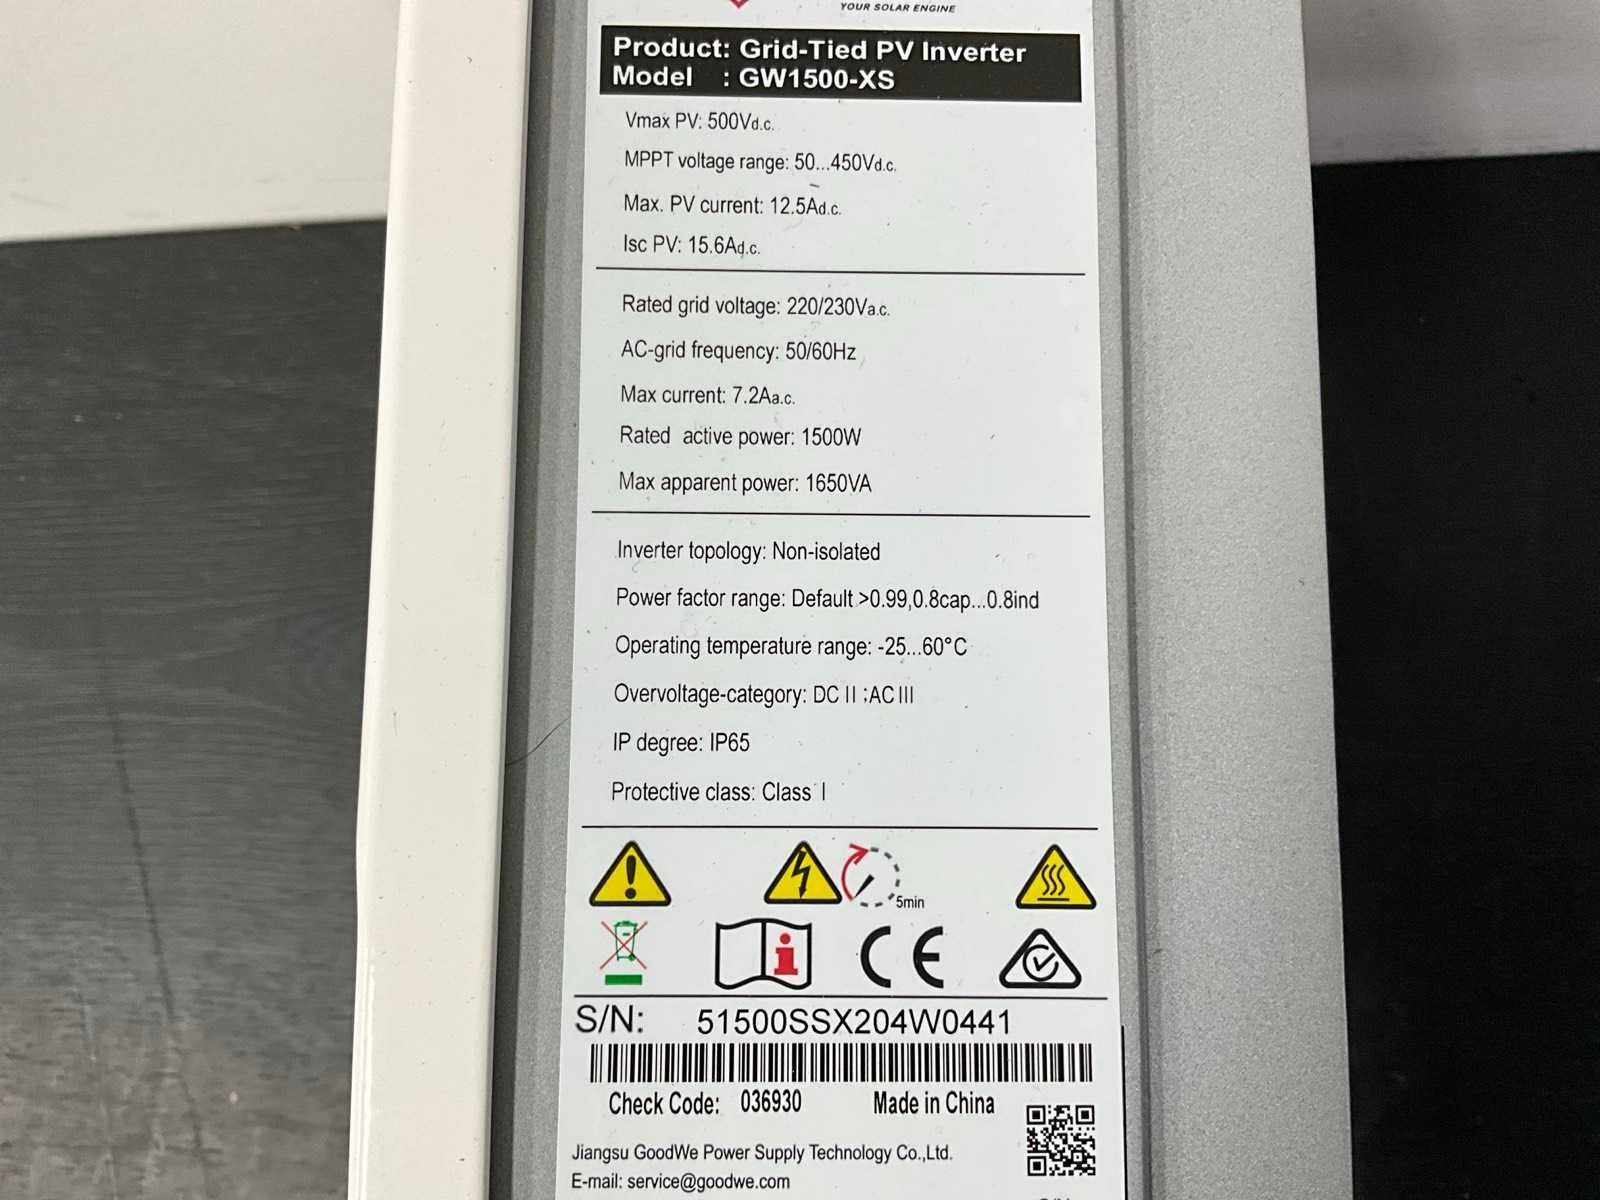 YOUR SOLAR ENGINE
Product: Grid-Tied PV Inverter
Model : GW1500-XS
Vmax PV: 500Vd.c.
MPPT voltage range: 50...450Vd.c.
Max. PV current: 12.5Ad.c.
Isc PV: 15.6Ad.c.
Rated grid voltage: 220/230Va.c.
AC-grid frequency: 50/60Hz
Max current: 7.2Aa.c.
Rated active power: 1500W
Max apparent power: 1650VA
Inverter topology: Non-isolated
Power factor range: Default >0.99,0.8cap...0.8ind
Operating temperature range: -25...60°C
Overvoltage-category: DC II ;AC III
IP degree: IP65
Protective class: Class I
5min
CE
S/N: 51500SSX204W0441
Check Code: 036930 Made in China
Jiangsu GoodWe Power Supply Technology Co.,Ltd.
E-mail: service@goodwe.com